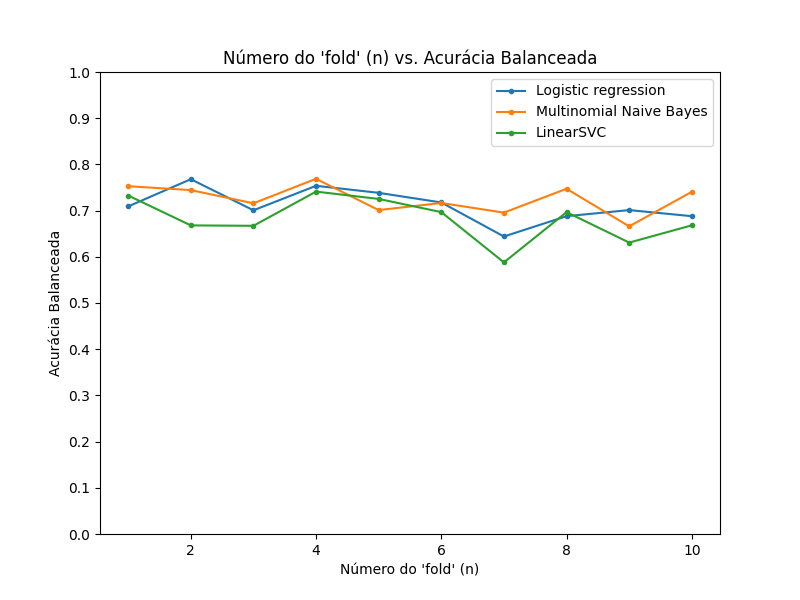 Número do 'fold' (n) vs. Acurácia Balanceada
Logistic regression
Multinomial Naive Bayes
LinearSVC
Acurácia Balanceada
1.0
0.9
0.8
0.7
0.6
0.5
0.4
0.3
0.2
0.1
0.0
2 4 6 8 10
Número do 'fold' (n)